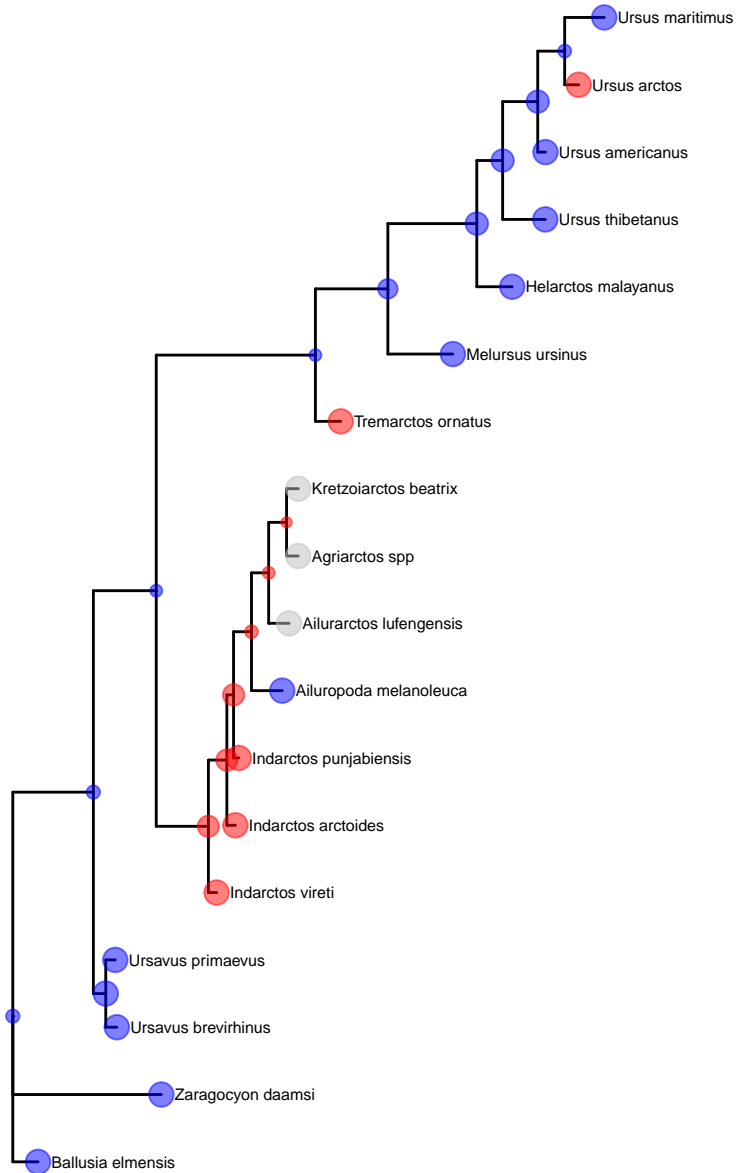 Ursus maritimus
Ursus arctos
Ursus americanus
Ursus thibetanus
Helarctos malayanus
Melursus ursinus
Tremarctos ornatus
Kretzoiarctos beatrix
Agriarctos spp
Ailurarctos lufengensis
Ailuropoda melanoleuca
Indarctos punjabiensis
Indarctos arctoides
Indarctos vireti
Ursavus primaevus
Ursavus brevirhinus
Zaragocyon daamsi
Ballusia elmensis